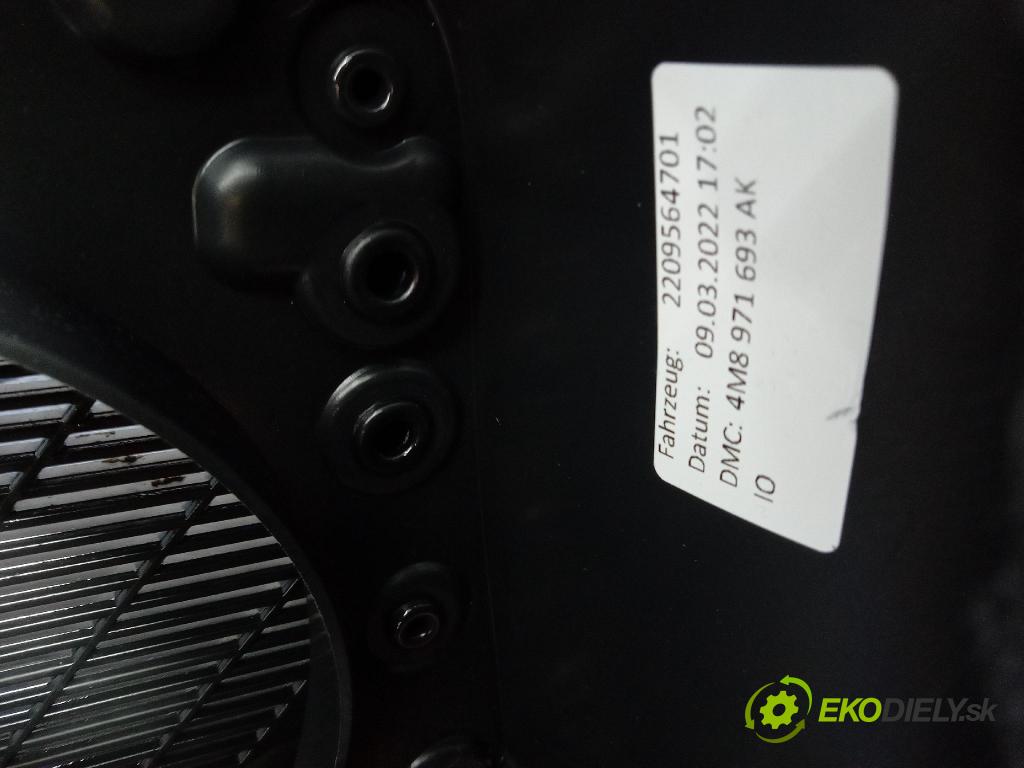 Fahrzeug: 2209564701
Datum: 09.03.2022 17:02
DMC: 4M8 971 693 AK
IO
EKODIELY.sk